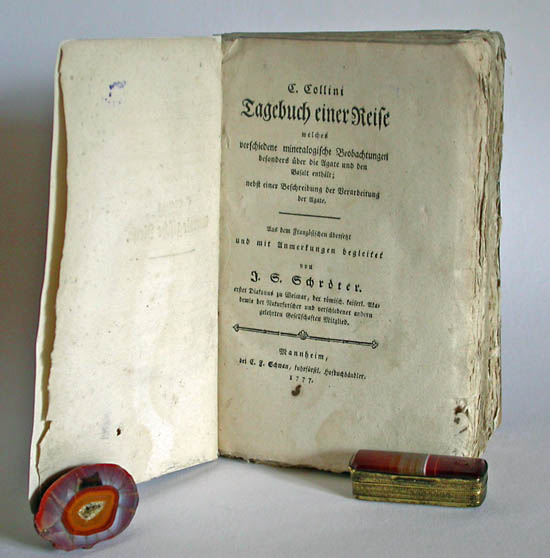 C. Collini
Tagebuch einer Reise
welches
verschiedene mineralogische Beobachtungen
besonders über die Agate und den
Basalt enthält;
nebst einer Beschreibung der Verarbeitung
der Agate.
Aus dem Französischen übersetzt
und mit Anmerkungen begleitet
von
J. S. Schröter.
erster Diakonus zu Weimar, der römisch. kaiserl. Aka-
demie der Naturforscher und verschiedener andern
gelehrten Gesellschaften Mitglied.
Mannheim,
bei C. F. Schwan, kuhrfürstl. Hofbuchhändler.
1777.